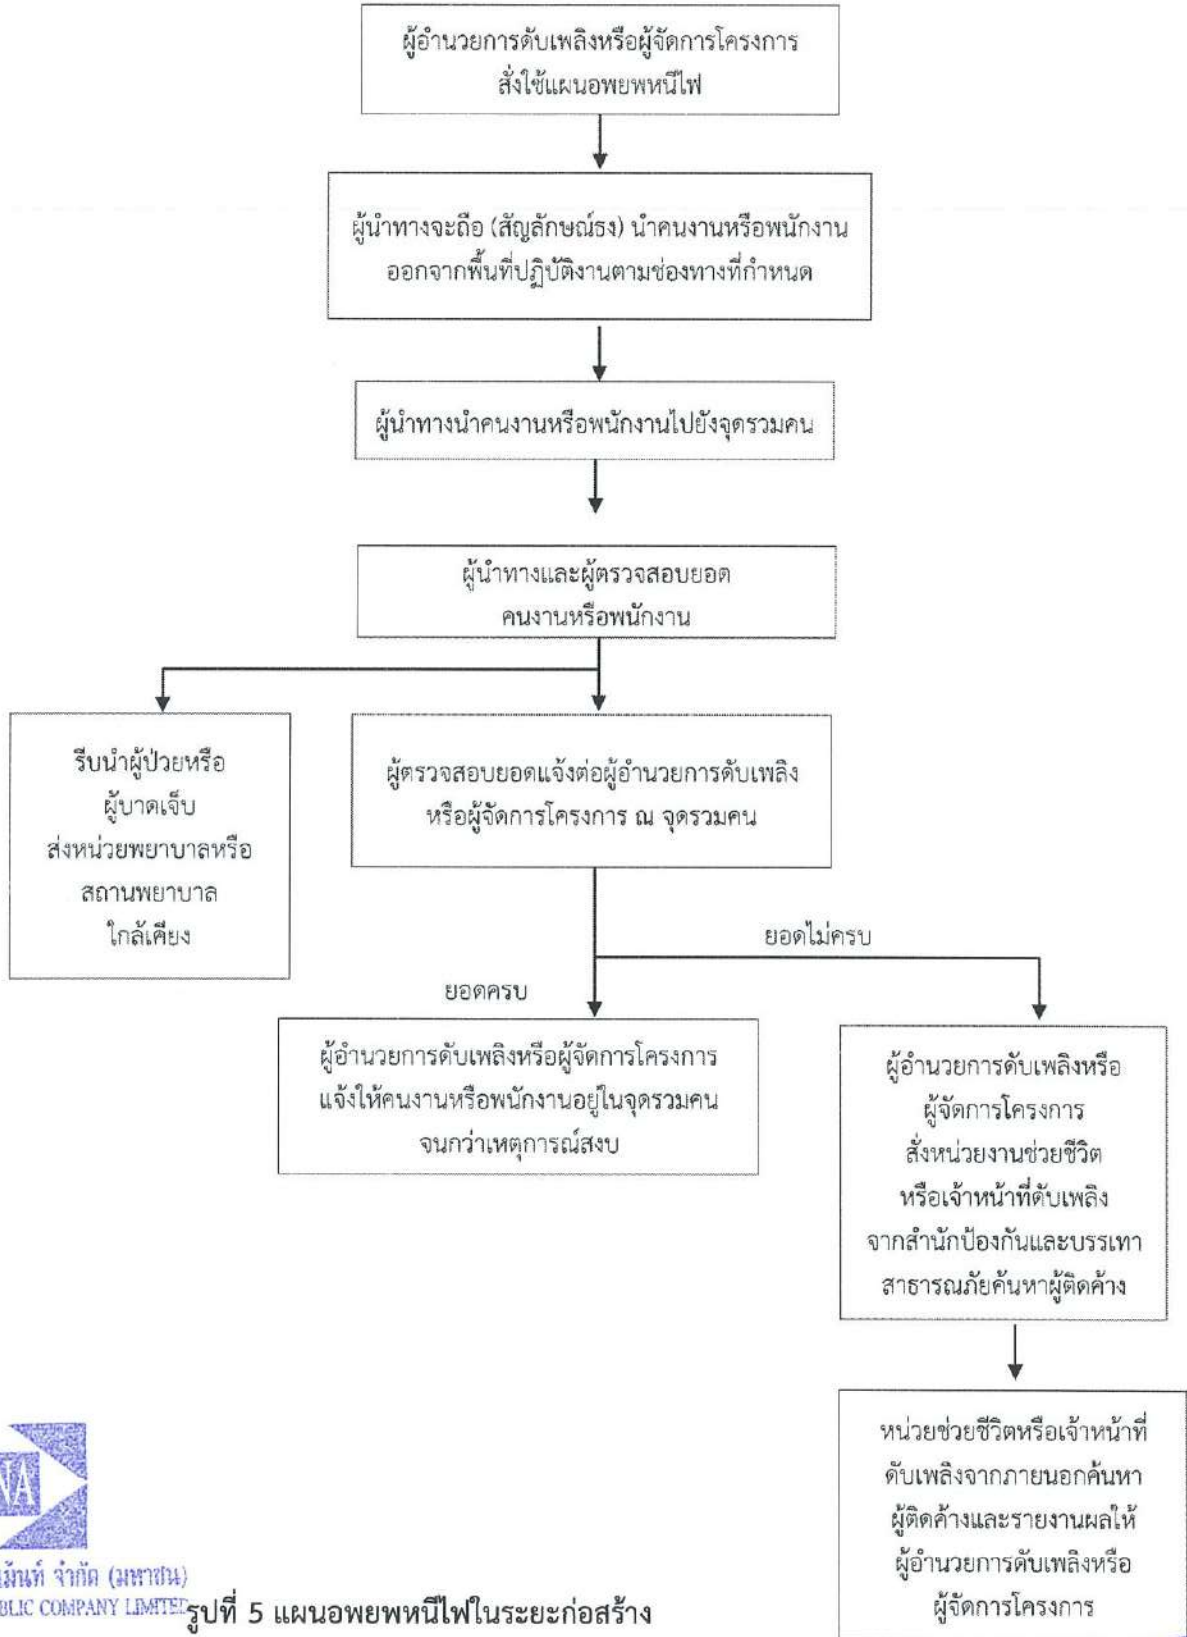 ผู้อำนวยการดับเพลิงหรือผู้จัดการโครงการ
สั่งใช้แผนอพยพหนีไฟ
ผู้นำทางจะถือ (สัญลักษณ์ธง) นำคนงานหรือพนักงาน
ออกจากพื้นที่ปฏิบัติงานตามช่องทางที่กำหนด
ผู้นำทางนำคนงานหรือพนักงานไปยังจุดรวมคน
ผู้นำทางและผู้ตรวจสอบยอด
คนงานหรือพนักงาน
รีบนำผู้ป่วยหรือ
ผู้บาดเจ็บ
ส่งหน่วยพยาบาลหรือ
สถานพยาบาล
ใกล้เคียง
ผู้ตรวจสอบยอดแจ้งต่อผู้อำนวยการดับเพลิง
หรือผู้จัดการโครงการ ณ จุดรวมคน
ยอดไม่ครบ
ยอดครบ
ผู้อำนวยการดับเพลิงหรือผู้จัดการโครงการ
แจ้งให้คนงานหรือพนักงานอยู่ในจุดรวมคน
จนกว่าเหตุการณ์สงบ
ผู้อำนวยการดับเพลิงหรือ
ผู้จัดการโครงการ
สั่งหน่วยงานช่วยชีวิต
หรือเจ้าหน้าที่ดับเพลิง
จากสำนักป้องกันและบรรเทา
สาธารณภัยค้นหาผู้ติดค้าง
หน่วยช่วยชีวิตหรือเจ้าหน้าที่
ดับเพลิงจากภายนอกค้นหา
ผู้ติดค้างและรายงานผลให้
ผู้อำนวยการดับเพลิงหรือ
ผู้จัดการโครงการ
NA
จำกัด (มหาชน)
COMPANY LIMITED
รูปที่ 5 แผนอพยพหนีไฟในระยะก่อสร้าง